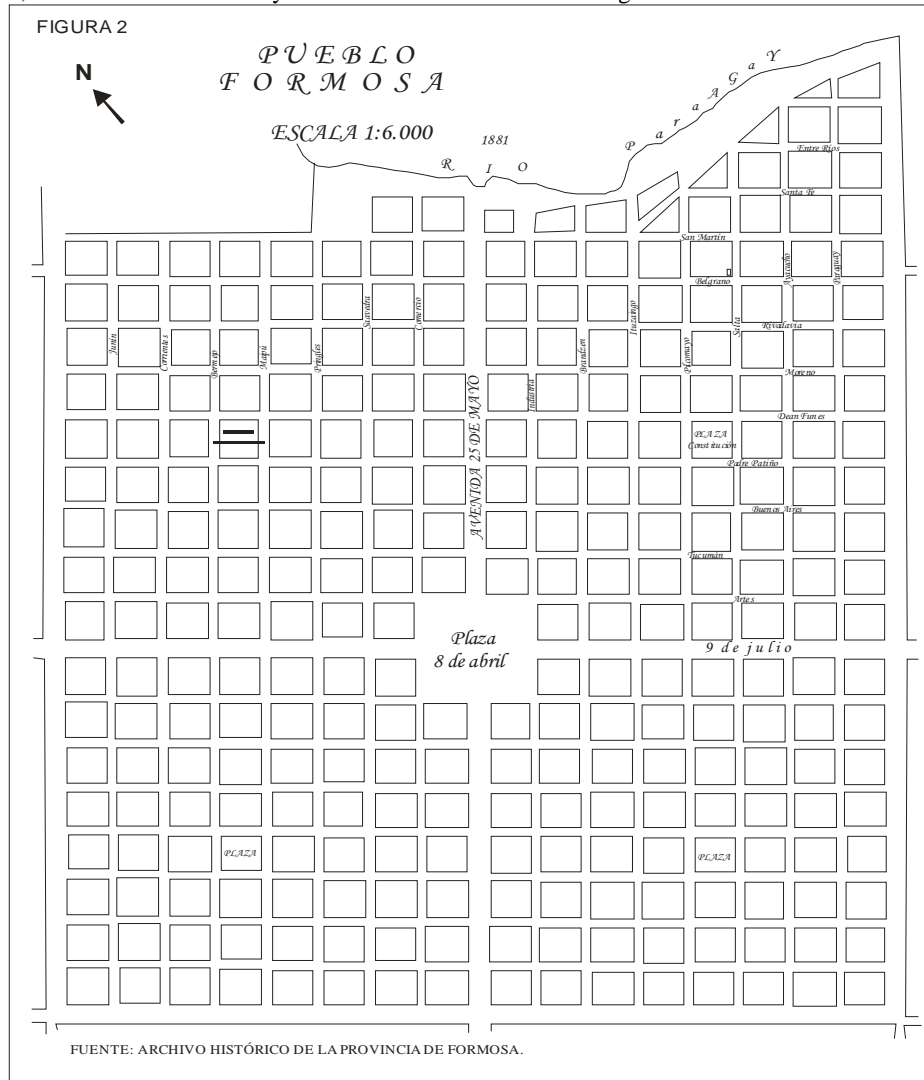 FIGURA 2
PUEBLO
FORMOSA
N
ESCALA 1:6.000
1881
RIO
ParaAGaY
Entre Ríos
Santa Fe
San Martín
Belgrano
Ayacucho
Paraguay
Saavedra
Comercio
Ituzaingo
Salta
Rivadavia
Junín
Corrientes
Bermejo
Maipú
Pringles
Brandzen
Pilcomayo
Moreno
AVENIDA 25 DE MAYO
Industria
Dean Funes
PLAZA
Constitución
Padre Patiño
Buenos Aires
Tucumán
Artes
Plaza
8 de abril
9 de julio
PLAZA
PLAZA
FUENTE: ARCHIVO HISTÓRICO DE LA PROVINCIA DE FORMOSA.